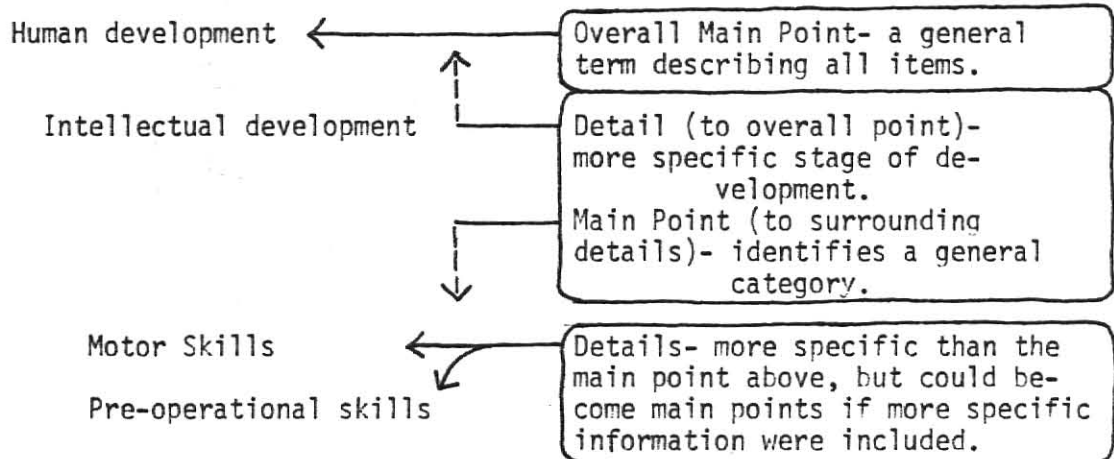 Human development
Overall Main Point- a general
term describing all items.
Intellectual development
Detail (to overall point)-
more specific stage of de-
velopment.
Main Point (to surrounding
details)- identifies a general
category.
Motor Skills
Pre-operational skills
Details- more specific than the
main point above, but could be-
come main points if more specific
information were included.